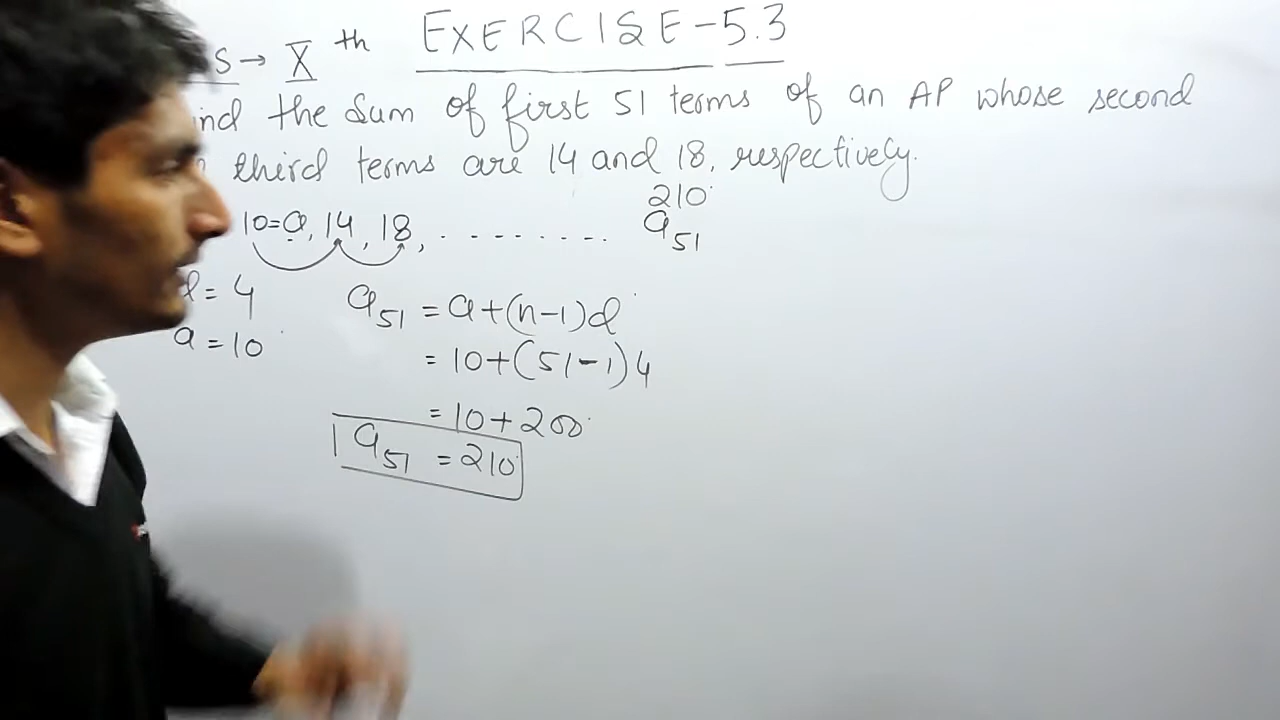 S → X th EXERCISE-5.3
ind the Sum of first 51 terms of an AP whose second
third terms are 14 and 18, respectively.
210
10=a, 14, 18, - - - - - - - - - a51
d = 4
a51 = a+(n-1)d
a = 10
= 10+(51-1)4
= 10+200
a51 = 210